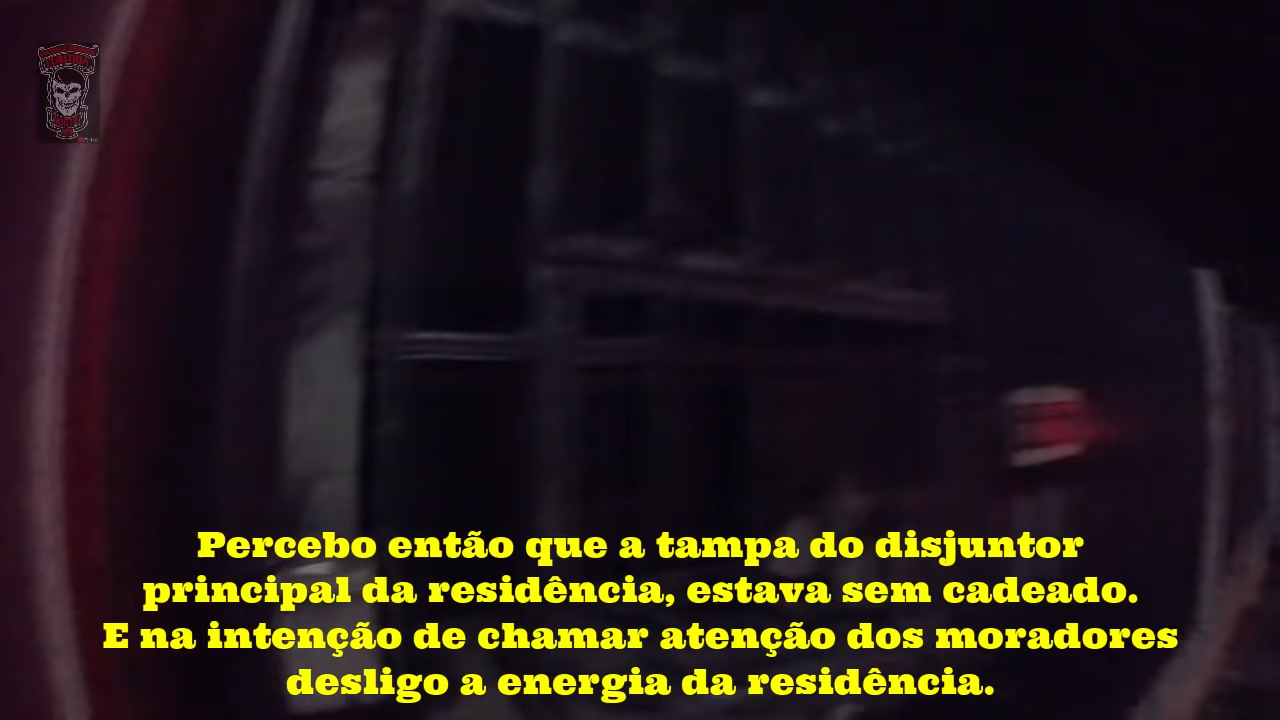 Percebo então que a tampa do disjuntor
principal da residência, estava sem cadeado.
E na intenção de chamar atenção dos moradores
desligo a energia da residência.